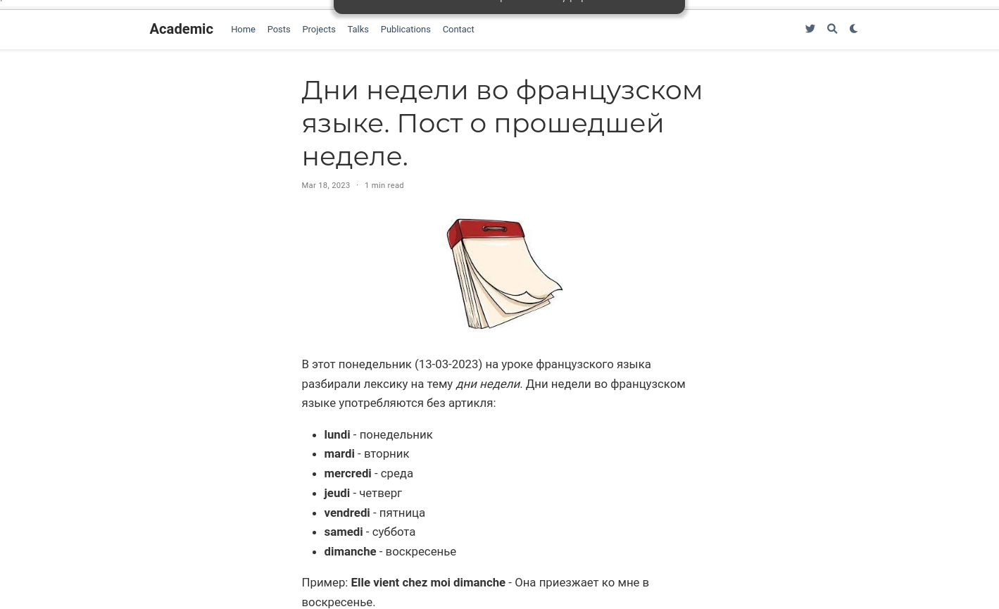 Academic Home Posts Projects Talks Publications Contact
Дни недели во французском
языке. Пост о прошедшей
неделе.
Mar 18, 2023 · 1 min read
В этот понедельник (13-03-2023) на уроке французского языка
разбирали лексику на тему дни недели. Дни недели во французском
языке употребляются без артикля:
• lundi - понедельник
• mardi - вторник
• mercredi - среда
• jeudi - четверг
• vendredi - пятница
• samedi - суббота
• dimanche - воскресенье
Пример: Elle vient chez moi dimanche - Она приезжает ко мне в
воскресенье.